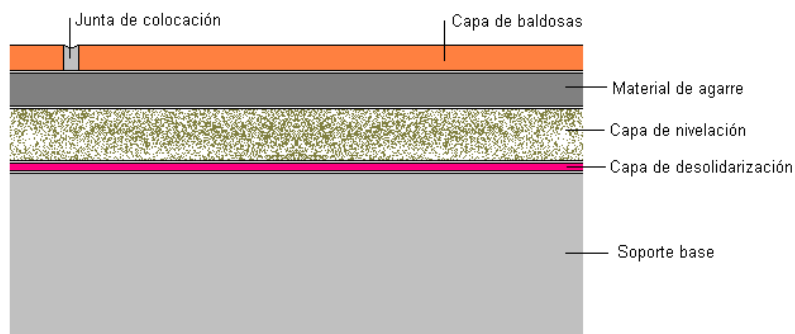 Junta de colocación
Capa de baldosas
Material de agarre
Capa de nivelación
Capa de desolidarización
Soporte base